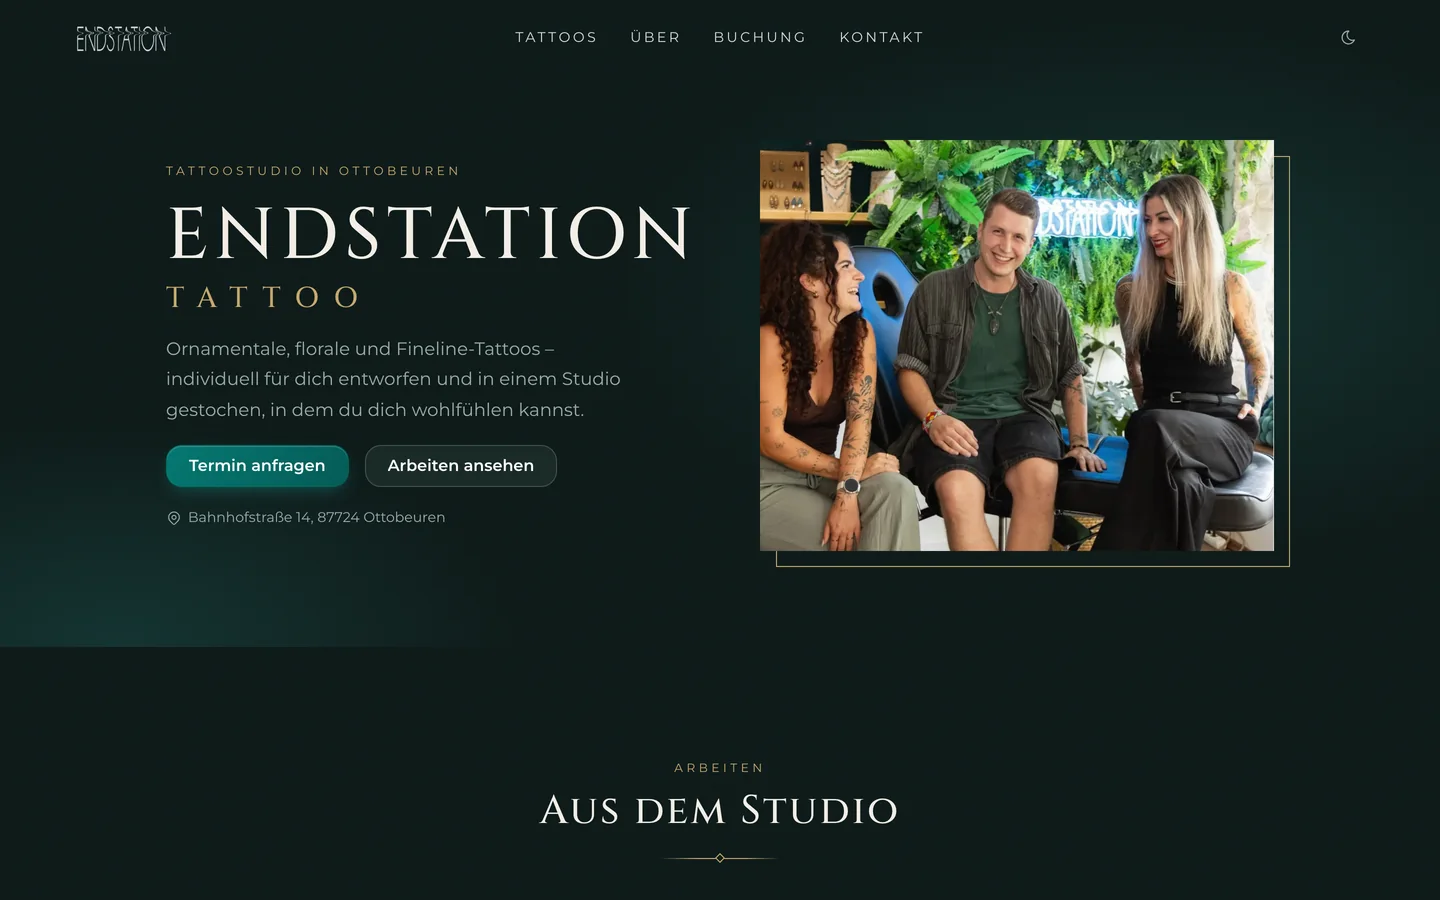 ENDSTATION
TATTOOS ÜBER BUCHUNG KONTAKT
TATTOOSTUDIO IN OTTOBEUREN
ENDSTATION
TATTOO
Ornamentale, florale und Fineline-Tattoos –
individuell für dich entworfen und in einem Studio
gestochen, in dem du dich wohlfühlen kannst.
Termin anfragen
Arbeiten ansehen
Bahnhofstraße 14, 87724 Ottobeuren
DSTATION
ARBEITEN
Aus dem Studio